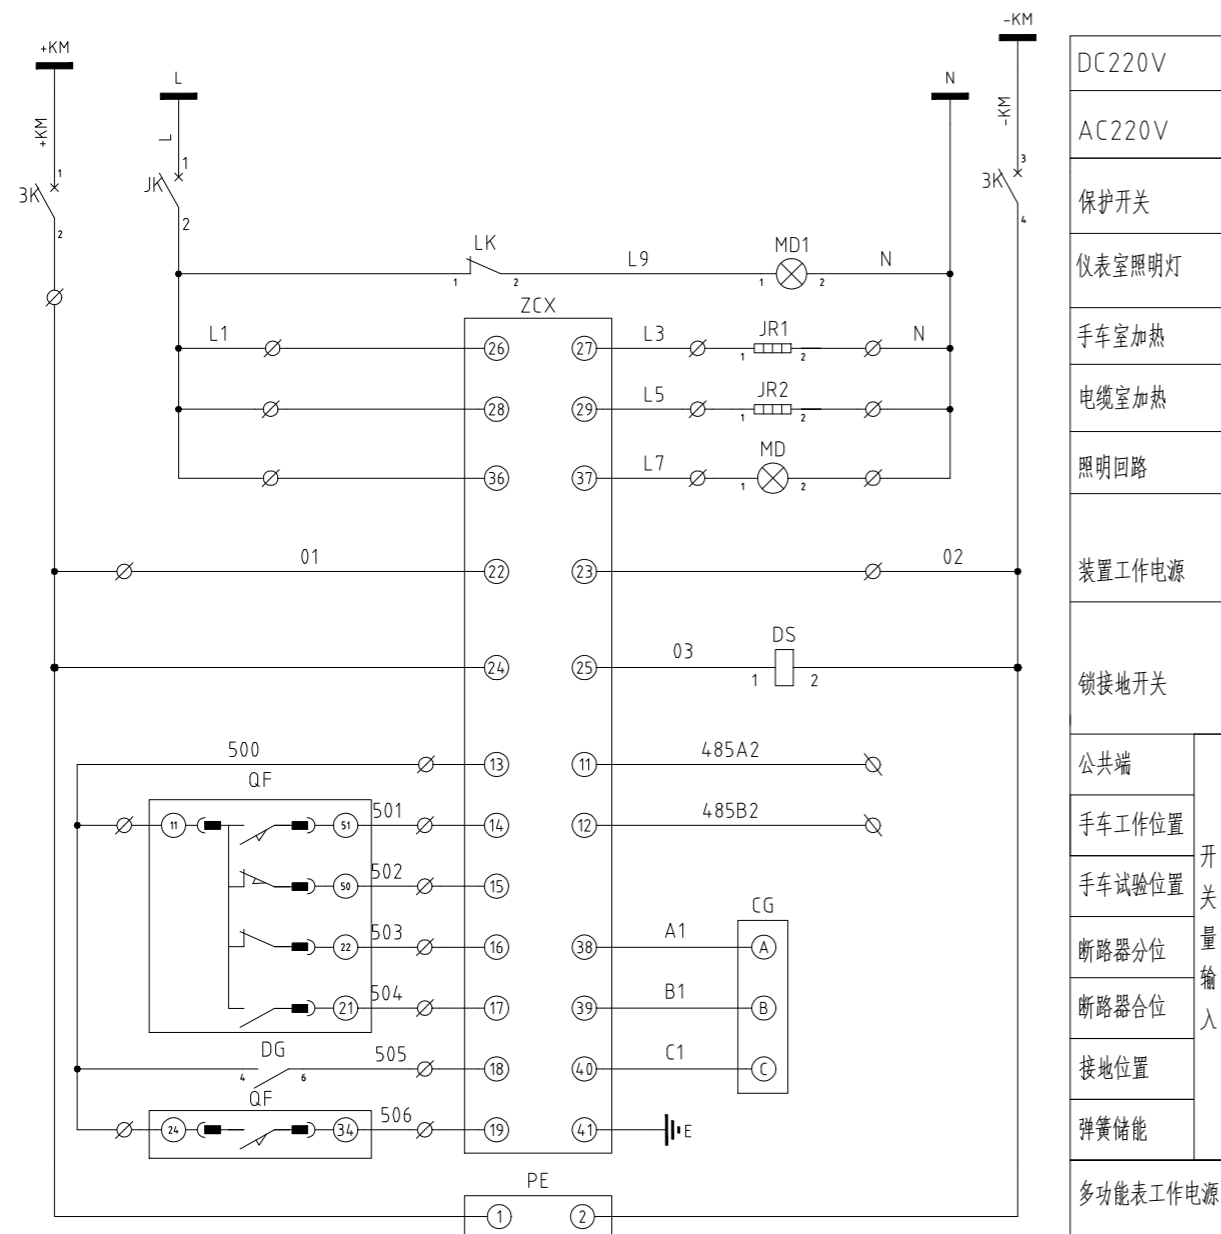 +KM
-KM
L
N
+KM
L
-KM
DC220V
AC220V
1
3K
2
1
JK
2
3
3K
4
保护开关
LK
1
2
L9
MD1
1
2
N
仪表室照明灯
ZCX
L1
26
27
L3
JR1
1
2
N
手车室加热
28
29
L5
JR2
1
2
电缆室加热
36
37
L7
MD
1
2
照明回路
01
22
23
02
装置工作电源
24
25
03
DS
1
2
锁接地开关
500
13
11
485A2
公共端
QF
11
51
501
14
12
485B2
手车工作位置
50
502
15
手车试验位置
CG
22
503
16
38
A1
A
断路器分位
21
504
17
39
B1
B
断路器合位
DG
4
6
505
18
40
C1
C
接地位置
QF
24
34
506
19
41
E
弹簧储能
开关量输入
PE
1
2
多功能表工作电源